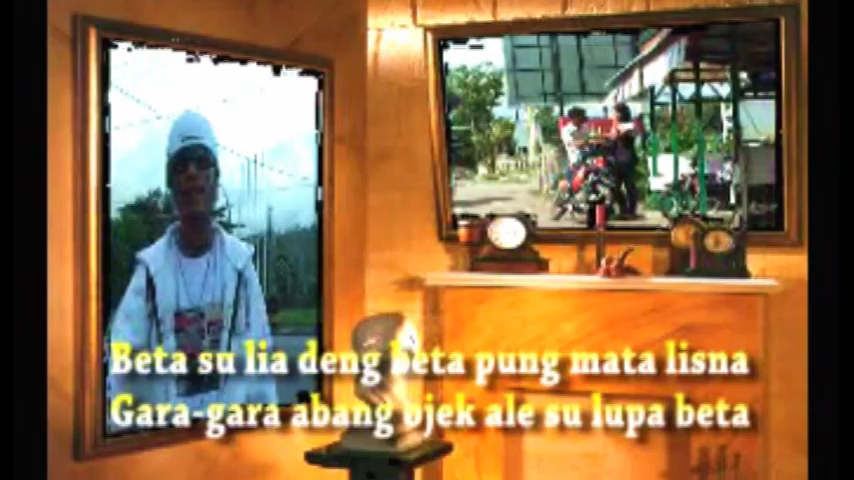 Beta su lia deng beta pung mata lisna
Gara-gara abang ojek ale su lupa beta